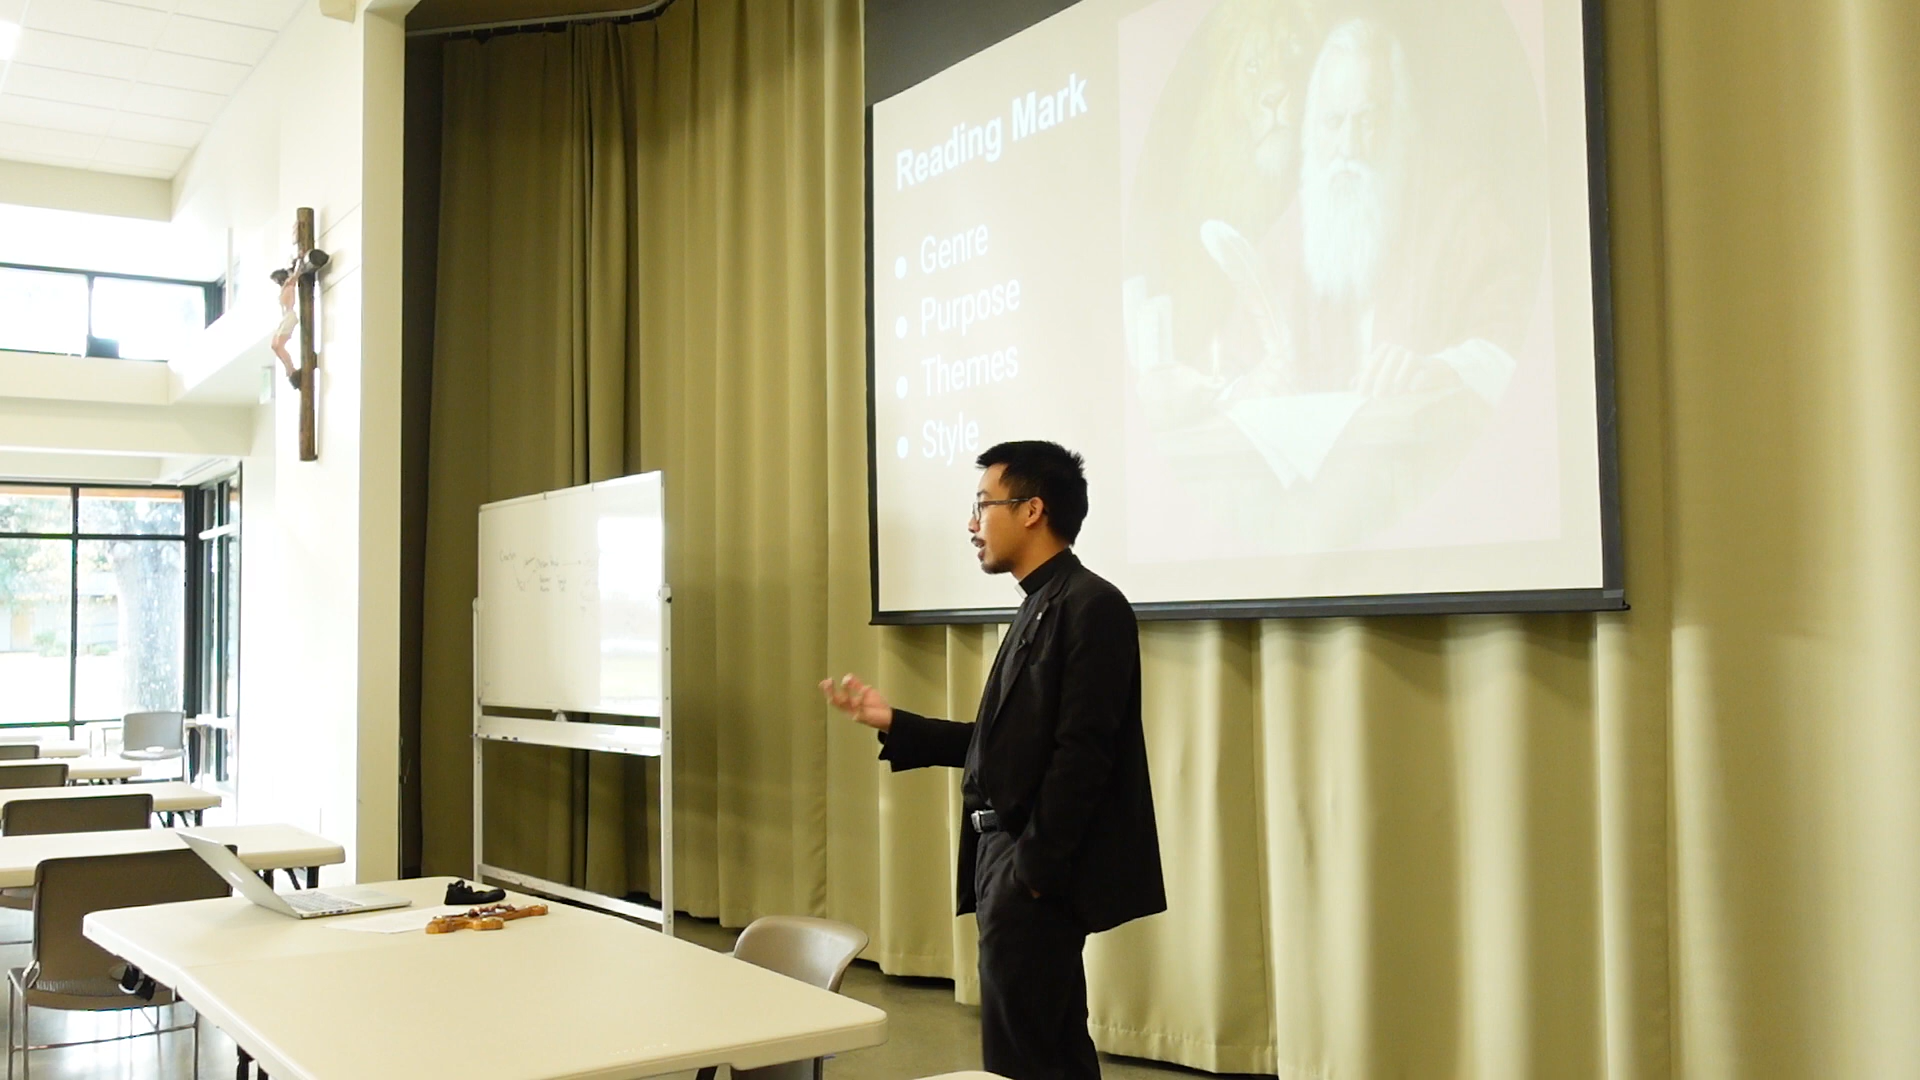 Reading Mark
Genre
Purpose
Themes
Style